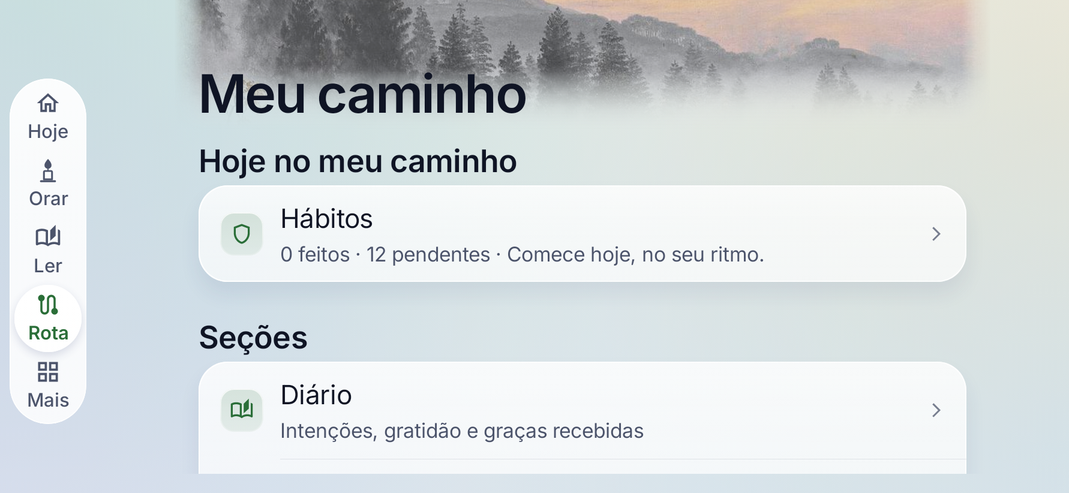 Meu caminho
Hoje
Orar
Ler
Rota
Mais
Hoje no meu caminho
Hábitos
0 feitos · 12 pendentes · Comece hoje, no seu ritmo.
Seções
Diário
Intenções, gratidão e graças recebidas